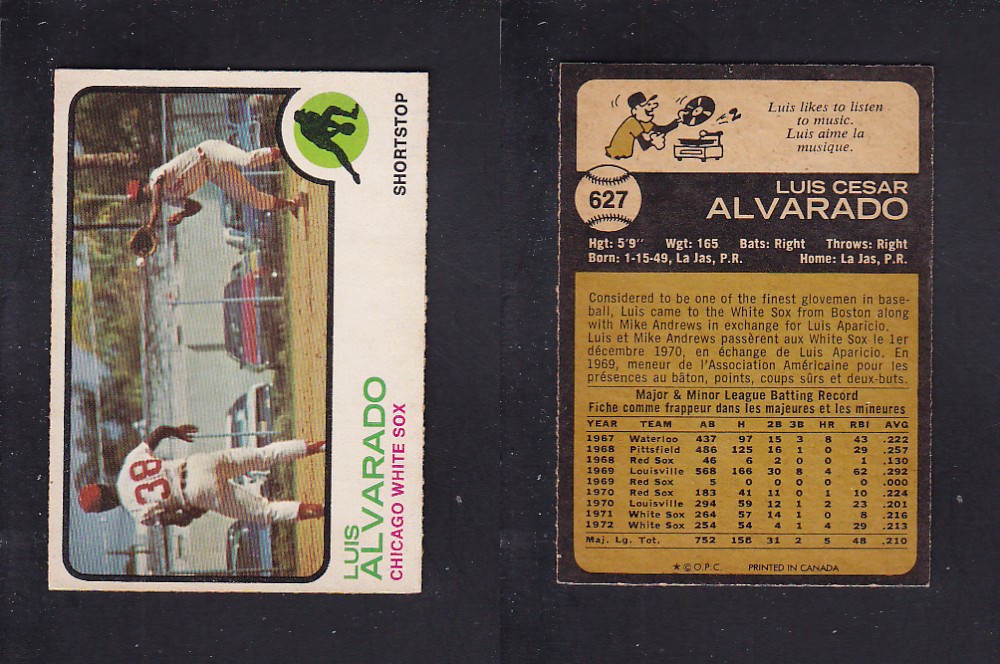 SHORTSTOP
LUIS
ALVARADO
CHICAGO WHITE SOX
38
Luis likes to listen
to music.
Luis aime la
musique.
627
LUIS CESAR
ALVARADO
Hgt: 5'9" Wgt: 165 Bats: Right Throws: Right
Born: 1-15-49, La Jas, P.R. Home: La Jas, P.R.
Considered to be one of the finest glovemen in base-
ball, Luis came to the White Sox from Boston along
with Mike Andrews in exchange for Luis Aparicio.
Luis et Mike Andrews passèrent aux White Sox le 1er
décembre 1970, en échange de Luis Aparicio. En
1969, meneur de l'Association Américaine pour les
présences au bâton, points, coups sûrs et deux-buts.
Major & Minor League Batting Record
Fiche comme frappeur dans les majeures et les mineures
YEAR TEAM AB H 2B 3B HR RBI AVG
1967 Waterloo 437 97 15 3 8 43 .222
1968 Pittsfield 486 125 16 1 0 29 .257
1968 Red Sox 46 6 2 0 0 1 .130
1969 Louisville 568 166 30 8 4 62 .292
1969 Red Sox 5 0 0 0 0 0 .000
1970 Red Sox 183 41 11 0 1 10 .224
1970 Louisville 294 59 12 1 2 23 .201
1971 White Sox 264 57 14 1 0 8 .216
1972 White Sox 254 54 4 1 4 29 .213
Maj. Lg. Tot. 752 158 31 2 5 48 .210
★ © O.P.C. PRINTED IN CANADA